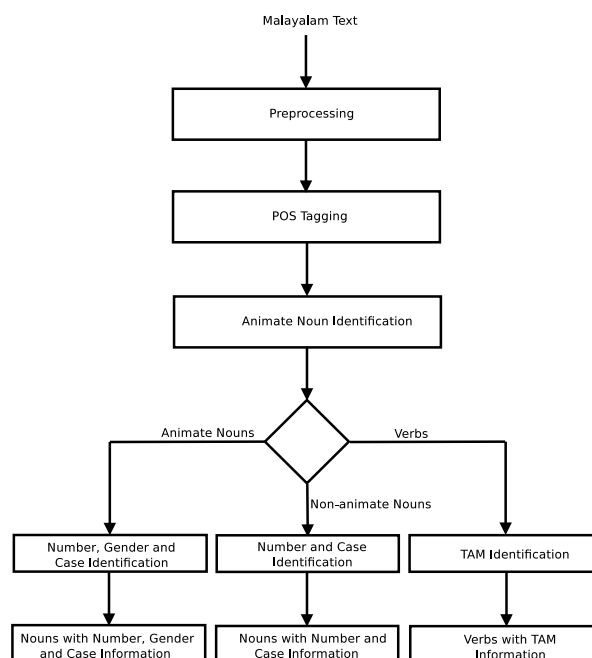 Malayalam Text
Preprocessing
POS Tagging
Animate Noun Identification
Animate Nouns
Verbs
Non-animate Nouns
Number, Gender and
Case Identification
Number and Case
Identification
TAM Identification
Nouns with Number, Gender
and Case Information
Nouns with Number and
Case Information
Verbs with TAM
Information